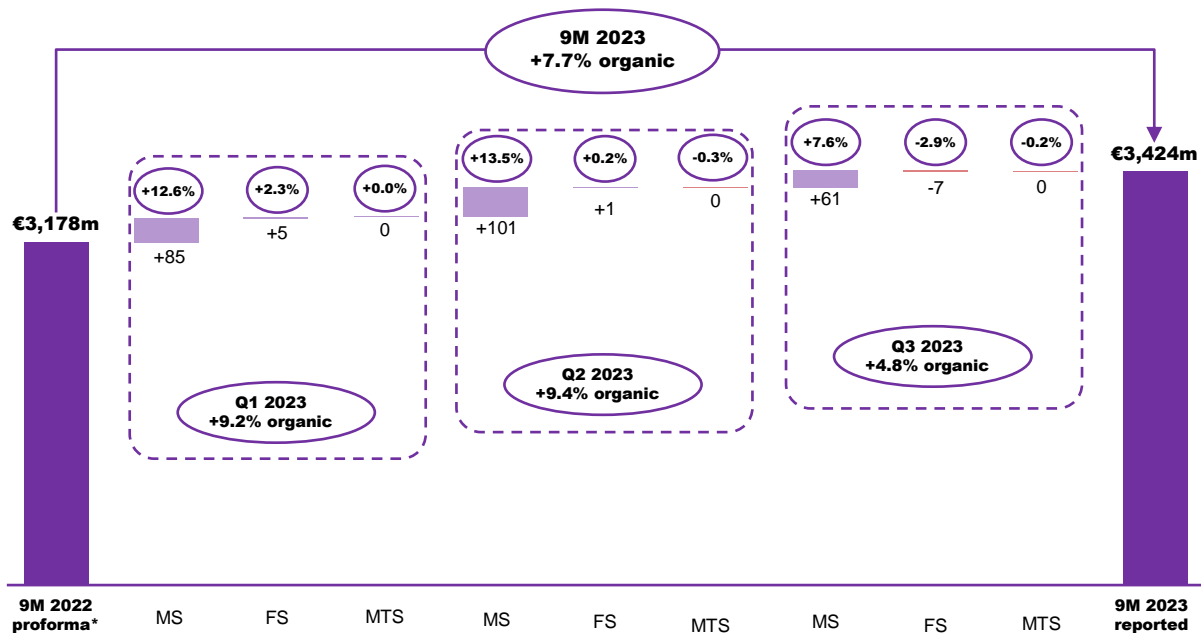 9M 2023
+7.7% organic
€3,178m
+12.6%
+2.3%
+0.0%
+85
+5
0
Q1 2023
+9.2% organic
+13.5%
+0.2%
-0.3%
+101
+1
0
Q2 2023
+9.4% organic
+7.6%
-2.9%
-0.2%
+61
-7
0
Q3 2023
+4.8% organic
€3,424m
9M 2022
proforma*
MS
FS
MTS
MS
FS
MTS
MS
FS
MTS
9M 2023
reported